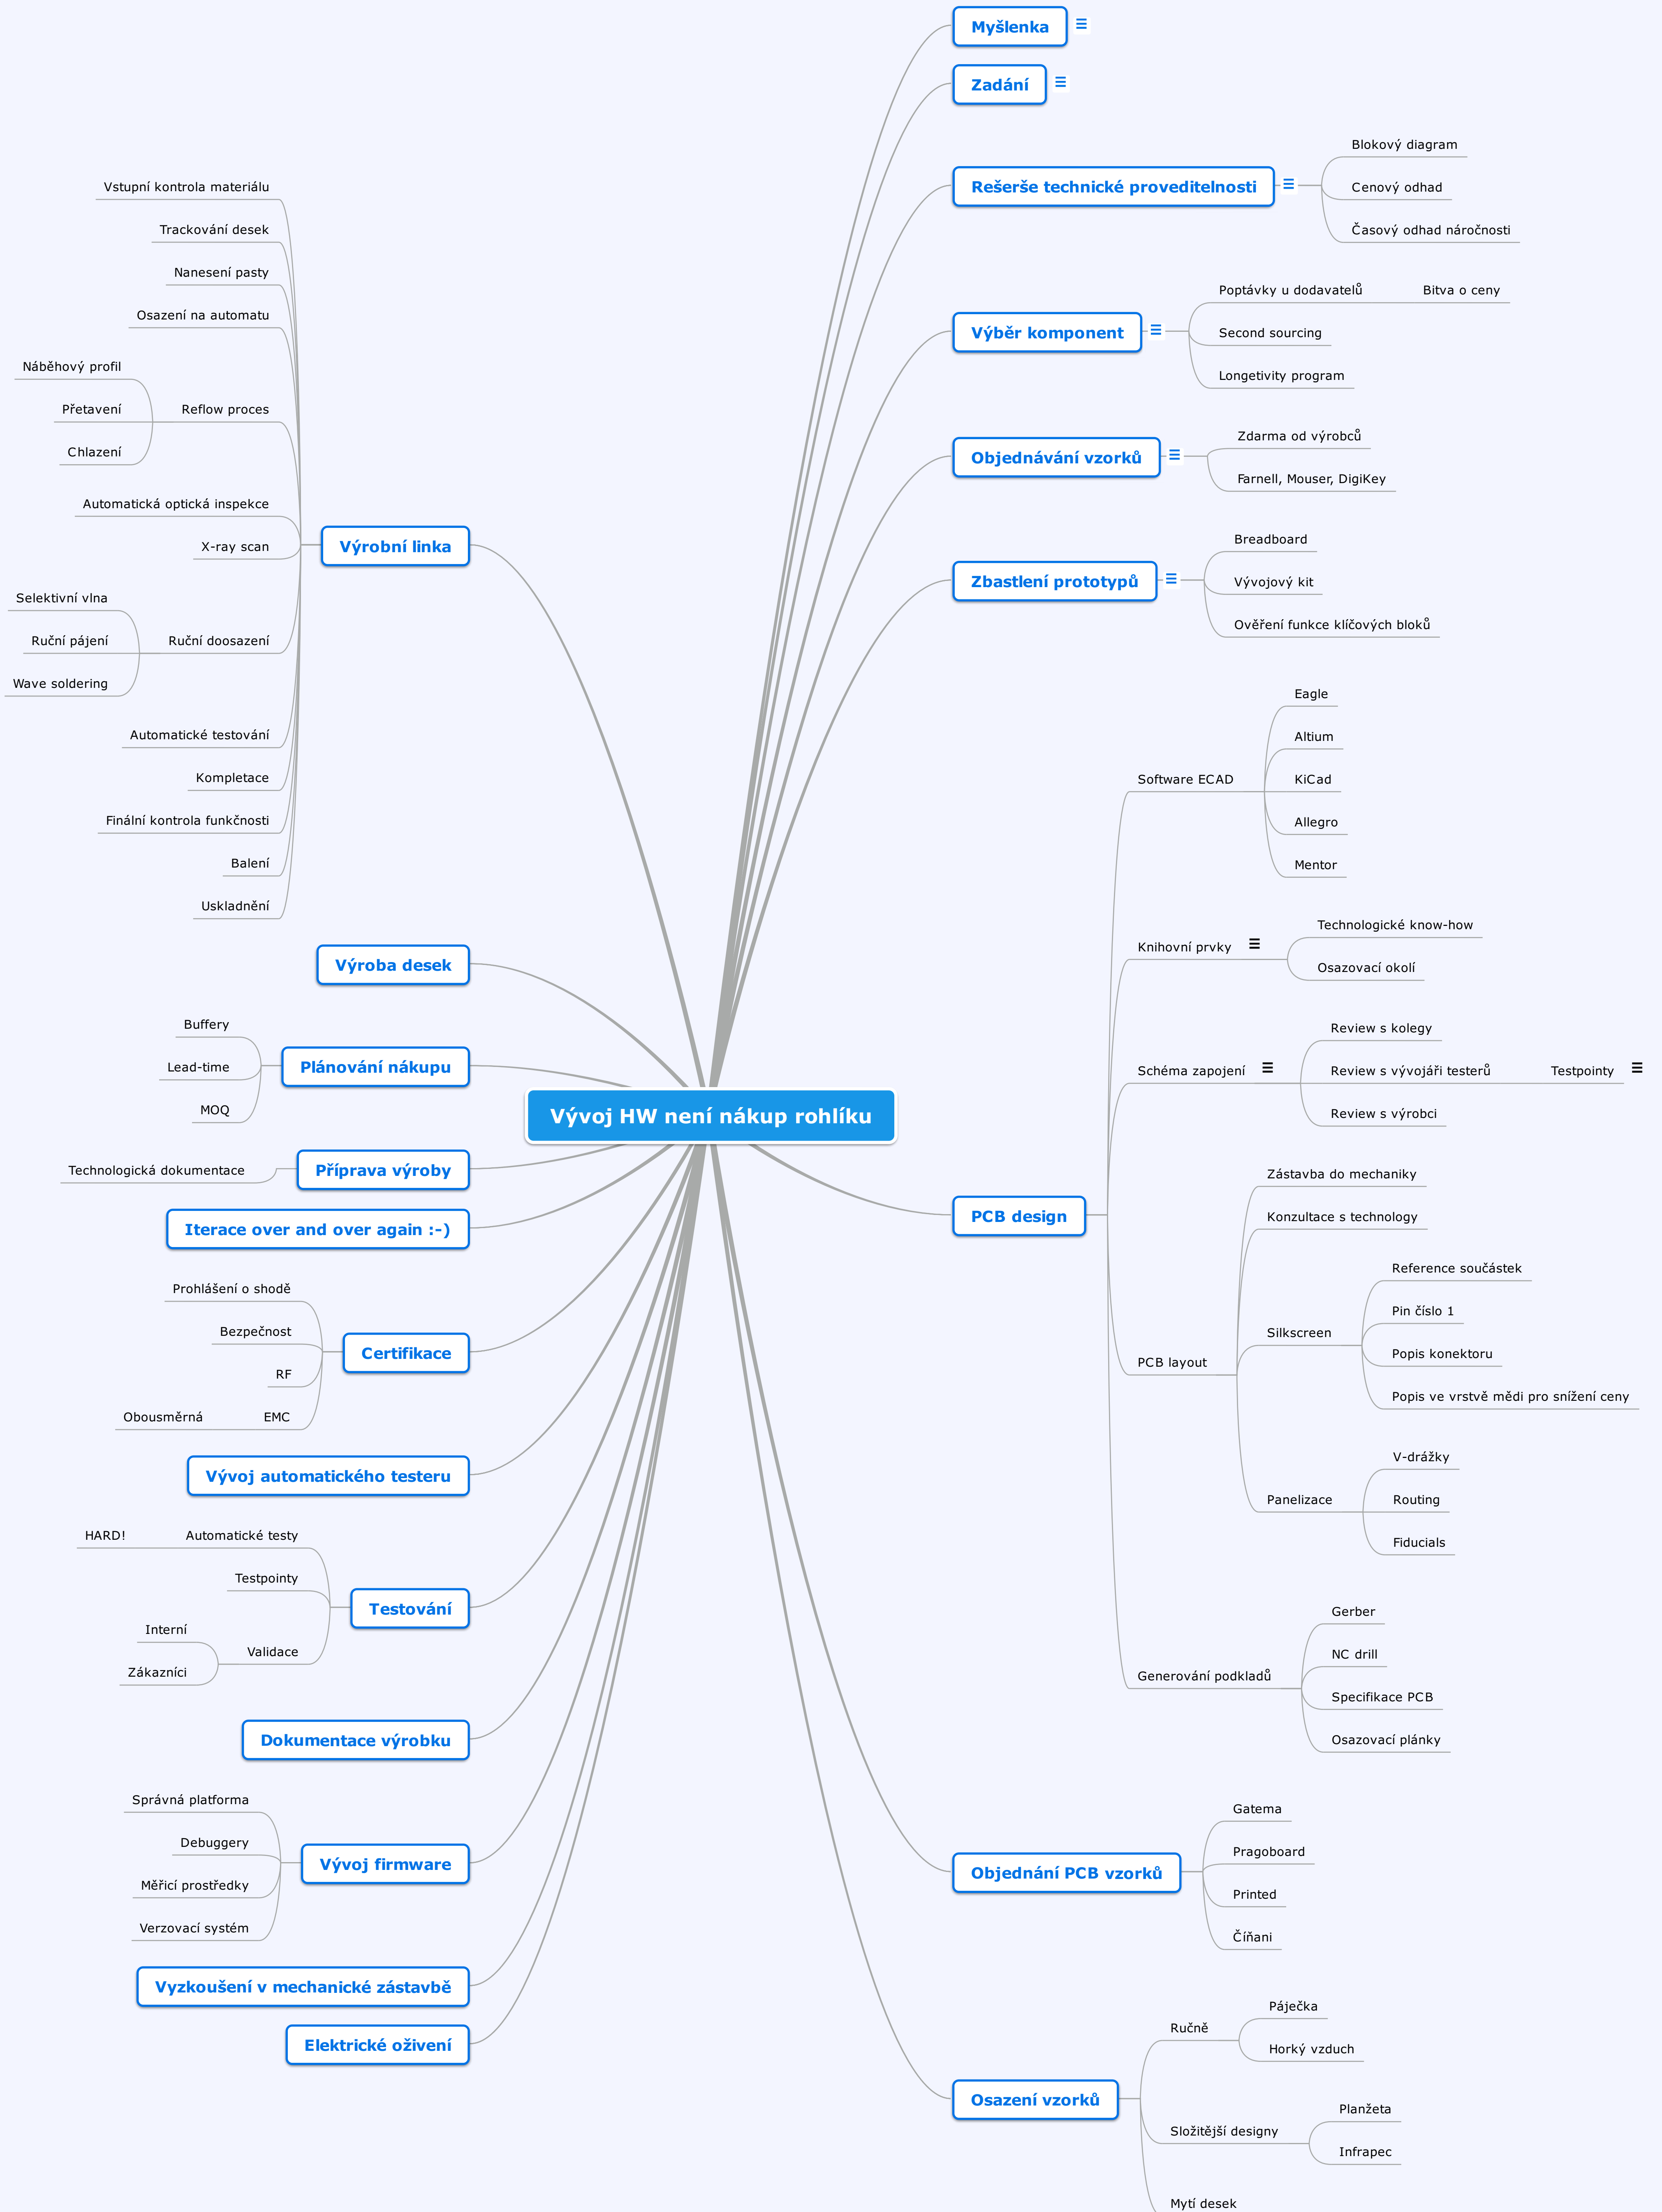 Vývoj HW není nákup rohlíku
Myšlenka
Zadání
Rešerše technické proveditelnosti
Blokový diagram
Cenový odhad
Časový odhad náročnosti
Výběr komponent
Poptávky u dodavatelů
Bitva o ceny
Second sourcing
Longetivity program
Objednávání vzorků
Zdarma od výrobců
Farnell, Mouser, DigiKey
Zbastlení prototypů
Breadboard
Vývojový kit
Ověření funkce klíčových bloků
PCB design
Software ECAD
Eagle
Altium
KiCad
Allegro
Mentor
Knihovní prvky
Technologické know-how
Osazovací okolí
Schéma zapojení
Review s kolegy
Review s vývojáři testerů
Testpointy
Review s výrobci
PCB layout
Zástavba do mechaniky
Konzultace s technology
Silkscreen
Reference součástek
Pin číslo 1
Popis konektoru
Popis ve vrstvě mědi pro snížení ceny
Panelizace
V-drážky
Routing
Fiducials
Generování podkladů
Gerber
NC drill
Specifikace PCB
Osazovací plánky
Objednání PCB vzorků
Gatema
Pragoboard
Printed
Číňani
Osazení vzorků
Ručně
Páječka
Horký vzduch
Složitější designy
Planžeta
Infrapec
Mytí desek
Výrobní linka
Vstupní kontrola materiálu
Trackování desek
Nanesení pasty
Osazení na automatu
Reflow proces
Náběhový profil
Přetavení
Chlazení
Automatická optická inspekce
X-ray scan
Ruční doosazení
Selektivní vlna
Ruční pájení
Wave soldering
Automatické testování
Kompletace
Finální kontrola funkčnosti
Balení
Uskladnění
Výroba desek
Plánování nákupu
Buffery
Lead-time
MOQ
Příprava výroby
Technologická dokumentace
Iterace over and over again :-)
Certifikace
Prohlášení o shodě
Bezpečnost
RF
EMC
Obousměrná
Vývoj automatického testeru
Testování
Automatické testy
HARD!
Testpointy
Validace
Interní
Zákazníci
Dokumentace výrobku
Vývoj firmware
Správná platforma
Debuggery
Měřicí prostředky
Verzovací systém
Vyzkoušení v mechanické zástavbě
Elektrické oživení